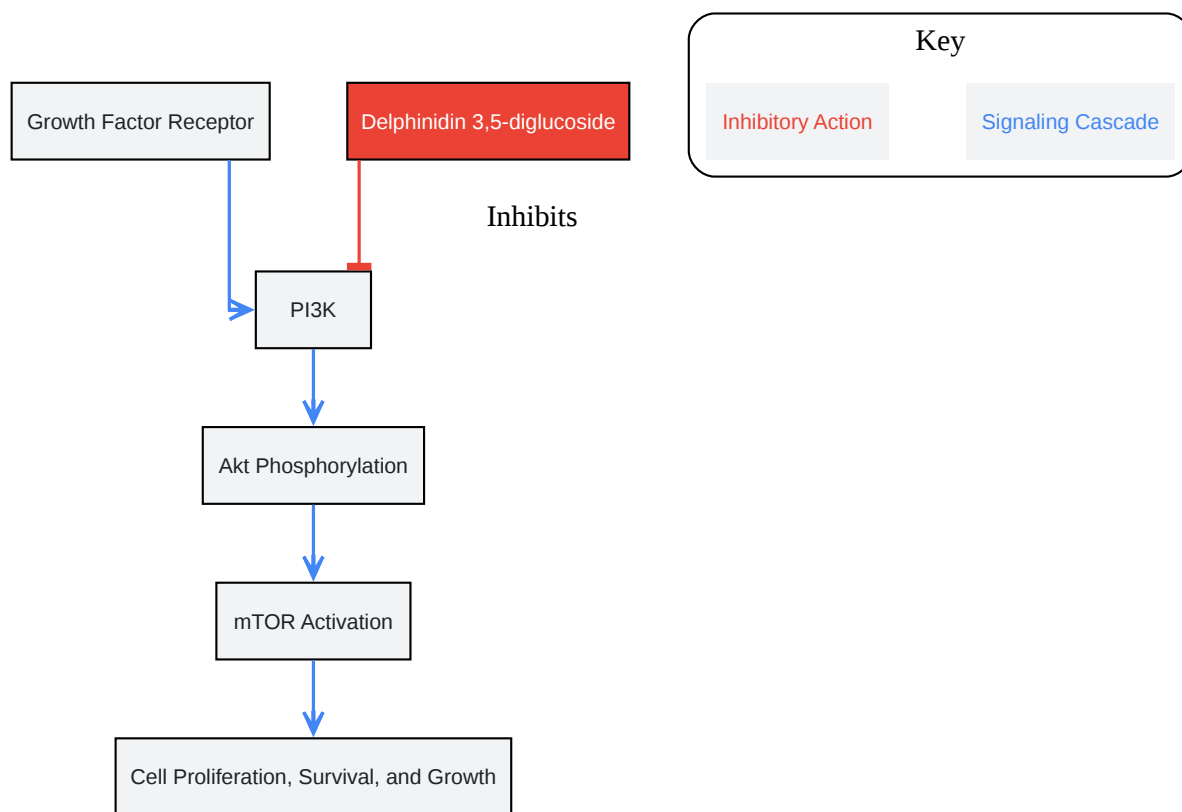 Key
Growth Factor Receptor
Delphinidin 3,5-diglucoside
Inhibitory Action
Signaling Cascade
Inhibits
PI3K
Akt Phosphorylation
mTOR Activation
Cell Proliferation, Survival, and Growth